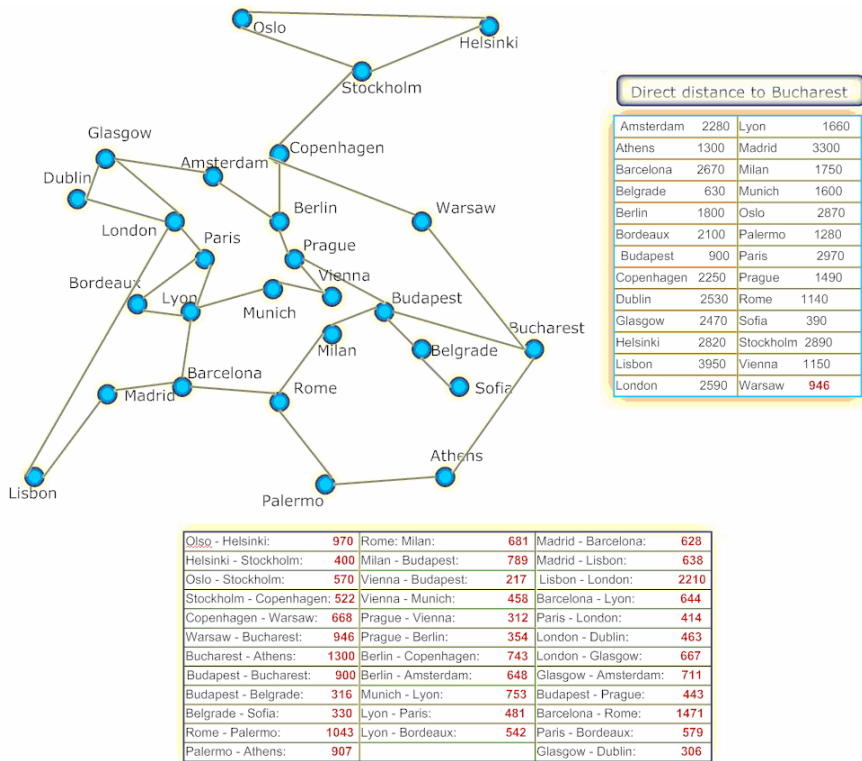 Oslo
Helsinki
Stockholm
Glasgow
Copenhagen
Amsterdam
Dublin
Berlin
Warsaw
London
Paris
Prague
Vienna
Bordeaux
Lyon
Munich
Budapest
Bucharest
Milan
Belgrade
Barcelona
Madrid
Rome
Sofia
Athens
Lisbon
Palermo
Direct distance to Bucharest
Amsterdam 2280 Lyon 1660
Athens 1300 Madrid 3300
Barcelona 2670 Milan 1750
Belgrade 630 Munich 1600
Berlin 1800 Oslo 2870
Bordeaux 2100 Palermo 1280
Budapest 900 Paris 2970
Copenhagen 2250 Prague 1490
Dublin 2530 Rome 1140
Glasgow 2470 Sofia 390
Helsinki 2820 Stockholm 2890
Lisbon 3950 Vienna 1150
London 2590 Warsaw 946
Olso - Helsinki: 970 Rome: Milan: 681 Madrid - Barcelona: 628
Helsinki - Stockholm: 400 Milan - Budapest: 789 Madrid - Lisbon: 638
Oslo - Stockholm: 570 Vienna - Budapest: 217 Lisbon - London: 2210
Stockholm - Copenhagen: 522 Vienna - Munich: 458 Barcelona - Lyon: 644
Copenhagen - Warsaw: 668 Prague - Vienna: 312 Paris - London: 414
Warsaw - Bucharest: 946 Prague - Berlin: 354 London - Dublin: 463
Bucharest - Athens: 1300 Berlin - Copenhagen: 743 London - Glasgow: 667
Budapest - Bucharest: 900 Berlin - Amsterdam: 648 Glasgow - Amsterdam: 711
Budapest - Belgrade: 316 Munich - Lyon: 753 Budapest - Prague: 443
Belgrade - Sofia: 330 Lyon - Paris: 481 Barcelona - Rome: 1471
Rome - Palermo: 1043 Lyon - Bordeaux: 542 Paris - Bordeaux: 579
Palermo - Athens: 907 Glasgow - Dublin: 306